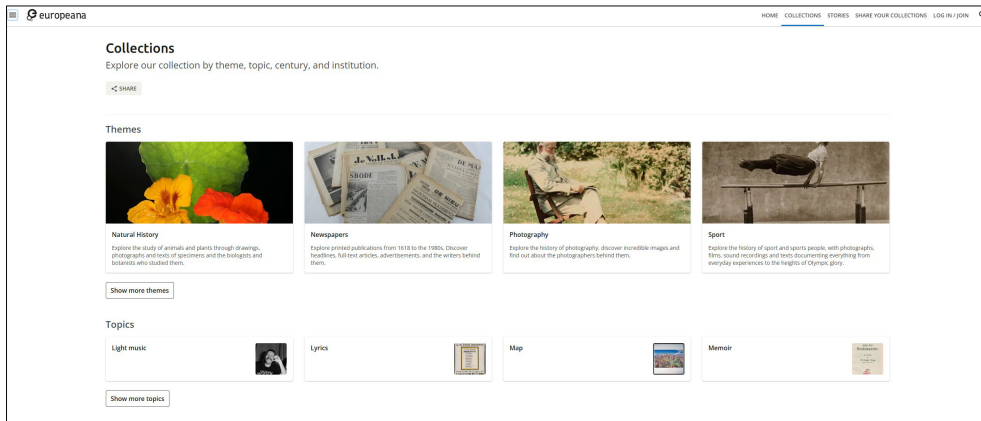 europeana
HOME COLLECTIONS STORIES SHARE YOUR COLLECTIONS LOG IN / JOIN
Collections
Explore our collection by theme, topic, century, and institution.
SHARE
Themes
Natural History
Explore the study of animals and plants through drawings,
photographs and texts of specimens and the biologists and
botanists who studied them.
Newspapers
Explore printed publications from 1618 to the 1980s. Discover
headlines, full-text articles, advertisements, and the writers behind
them.
Photography
Explore the history of photography, discover incredible images and
find out about the photographers behind them.
Sport
Explore the history of sport and sports people, with photographs,
films, sound recordings and texts documenting everything from
everyday experiences to the heights of Olympic glory.
Show more themes
Topics
Light music
Lyrics
Map
Memoir
Show more topics